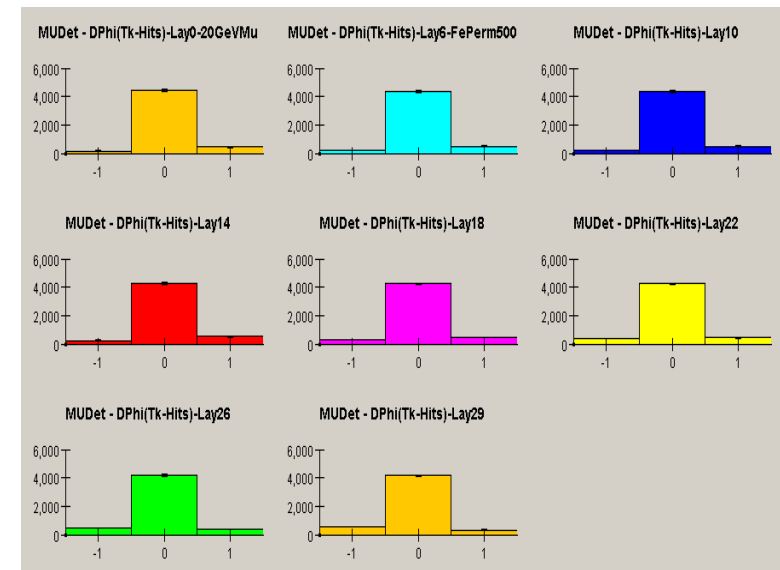 MUDet - DPhi(Tk-Hits)-Lay0-20GeVMu
6,000
4,000
2,000
0
-1 0 1
MUDet - DPhi(Tk-Hits)-Lay6-FePerm500
6,000
4,000
2,000
0
-1 0 1
MUDet - DPhi(Tk-Hits)-Lay10
6,000
4,000
2,000
0
-1 0 1
MUDet - DPhi(Tk-Hits)-Lay14
6,000
4,000
2,000
0
-1 0 1
MUDet - DPhi(Tk-Hits)-Lay18
6,000
4,000
2,000
0
-1 0 1
MUDet - DPhi(Tk-Hits)-Lay22
6,000
4,000
2,000
0
-1 0 1
MUDet - DPhi(Tk-Hits)-Lay26
6,000
4,000
2,000
0
-1 0 1
MUDet - DPhi(Tk-Hits)-Lay29
6,000
4,000
2,000
0
-1 0 1